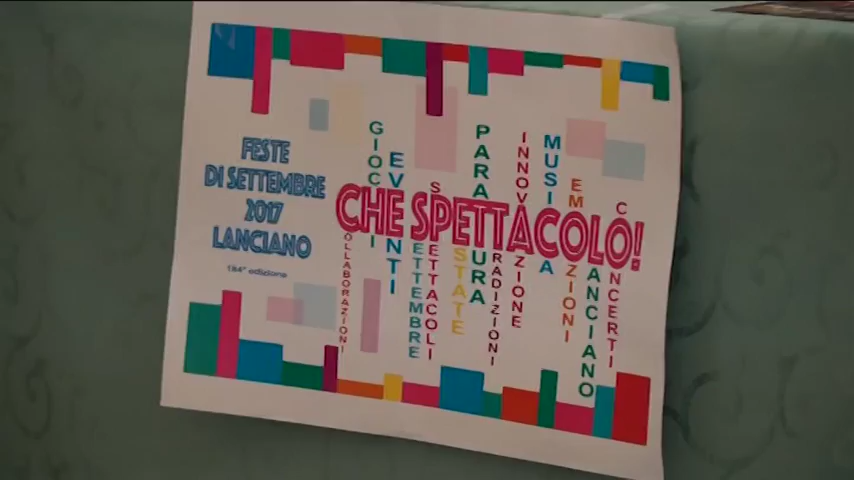 FESTE
DI SETTEMBRE
2017
LANCIANO
184ª edizione
CHE SPETTACOLO!
COLLABORAZIONI
GIOCHI
EVENTI
SETTEMBRE
SPETTACOLI
ESTATE
PARATURA
TRADIZIONI
INNOVAZIONE
MUSICA
EMOZIONI
LANCIANO
CONCERTI